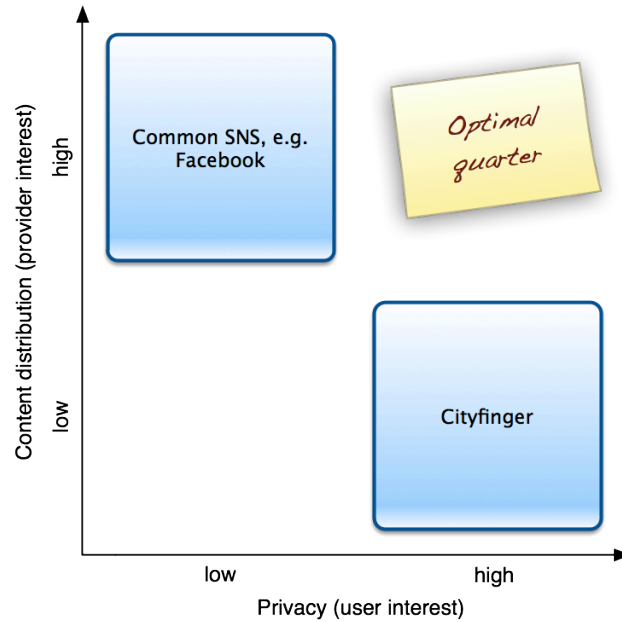 Content distribution (provider interest)
high
low
Common SNS, e.g.
Facebook
Optimal
quarter
Cityfinger
low
high
Privacy (user interest)